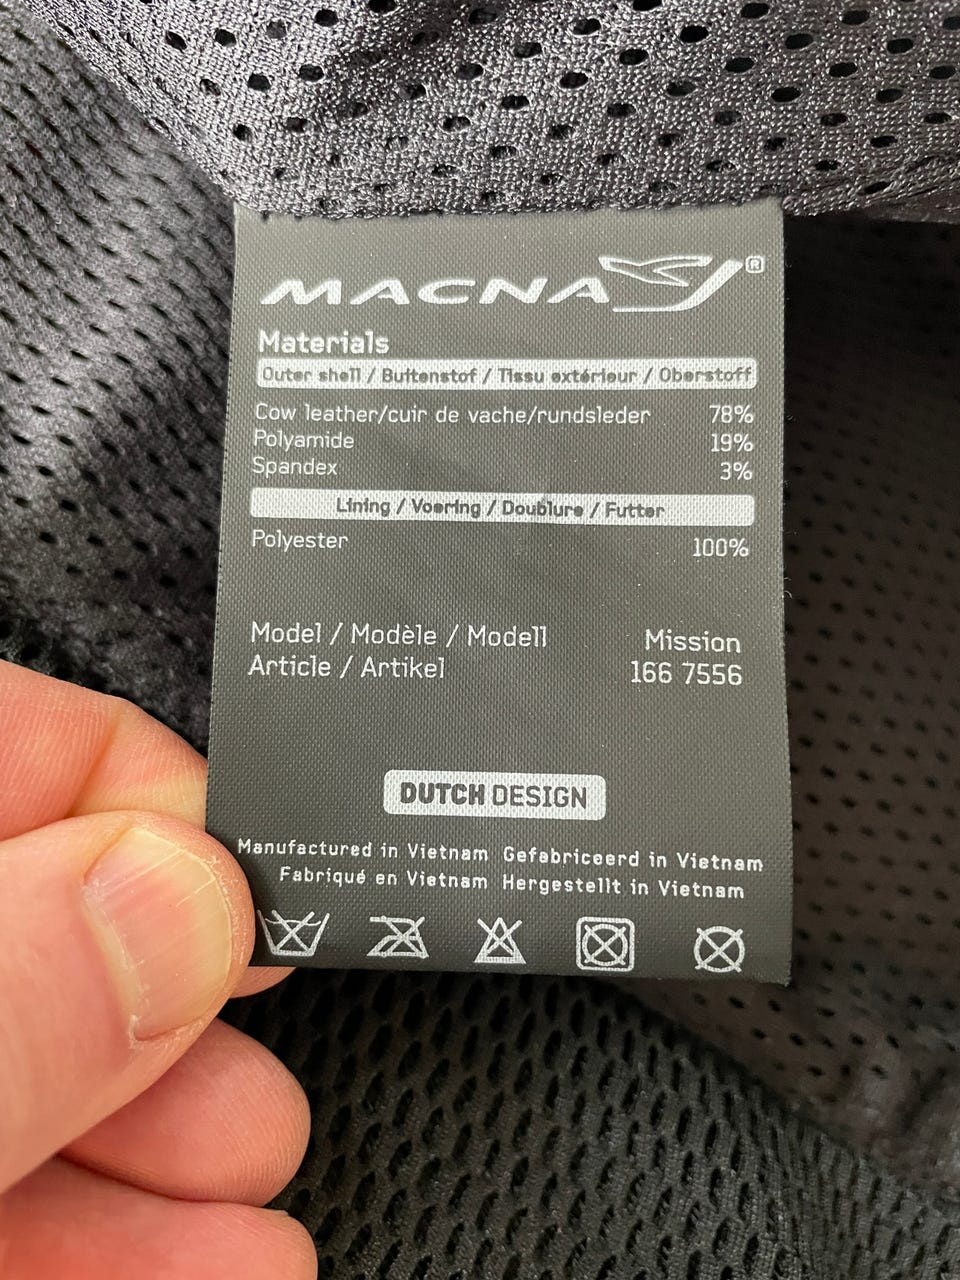 MACNA ®
Materials
Outer shell / Buitenstof / Tissu extérieur / Oberstoff
Cow leather/cuir de vache/rundsleder 78%
Polyamide 19%
Spandex 3%
Lining / Voering / Doublure / Futter
Polyester 100%
Model / Modèle / Modell Mission
Article / Artikel 166 7556
DUTCH DESIGN
Manufactured in Vietnam Gefabriceerd in Vietnam
Fabriqué en Vietnam Hergestellt in Vietnam